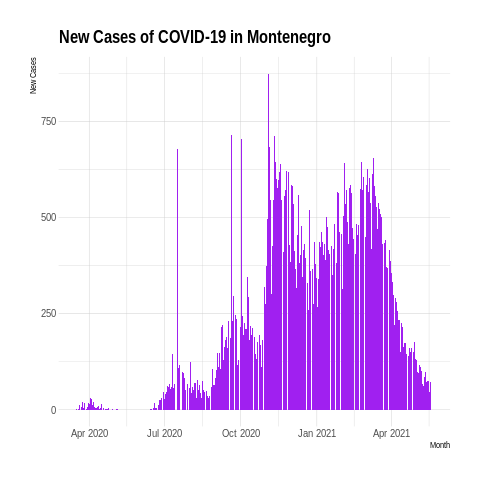 New Cases of COVID-19 in Montenegro
New Cases
750
500
250
0
Apr 2020 Jul 2020 Oct 2020 Jan 2021 Apr 2021
Month